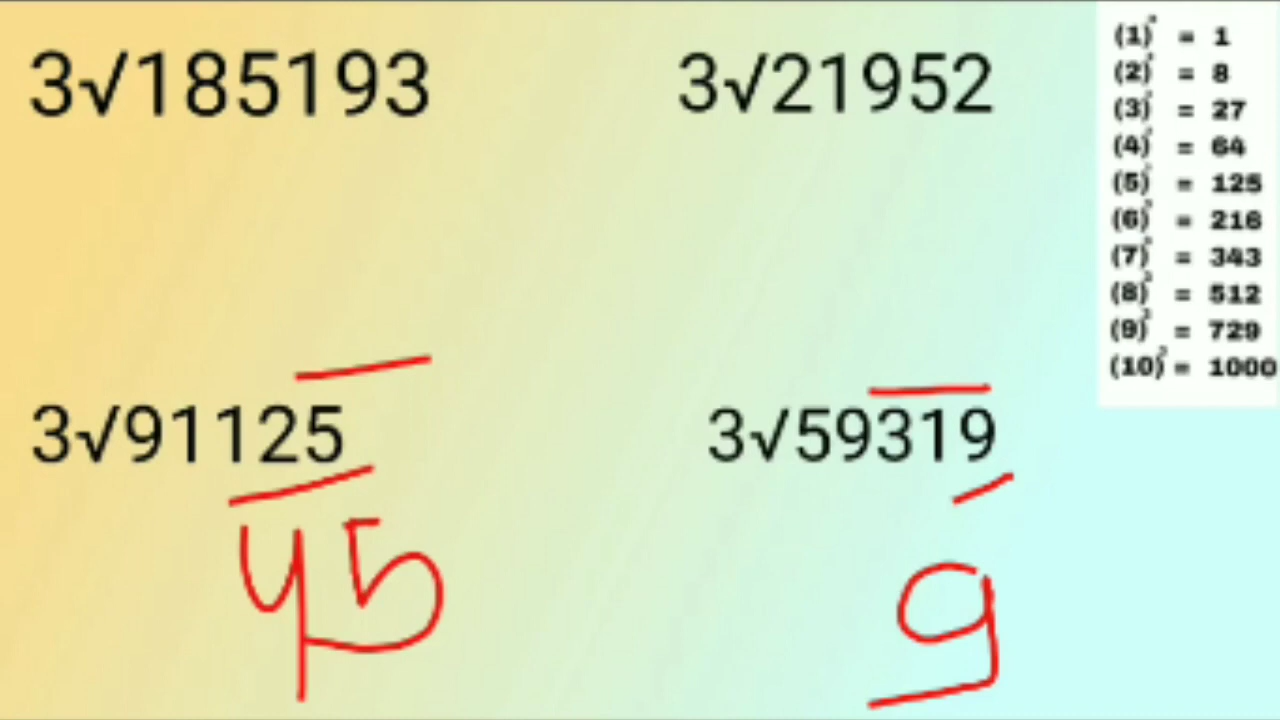 3√185193
3√21952
(1)³ = 1
(2)³ = 8
(3)³ = 27
(4)³ = 64
(5)³ = 125
(6)³ = 216
(7)³ = 343
(8)³ = 512
(9)³ = 729
(10)³ = 1000
3√91125
3√59319
45
9